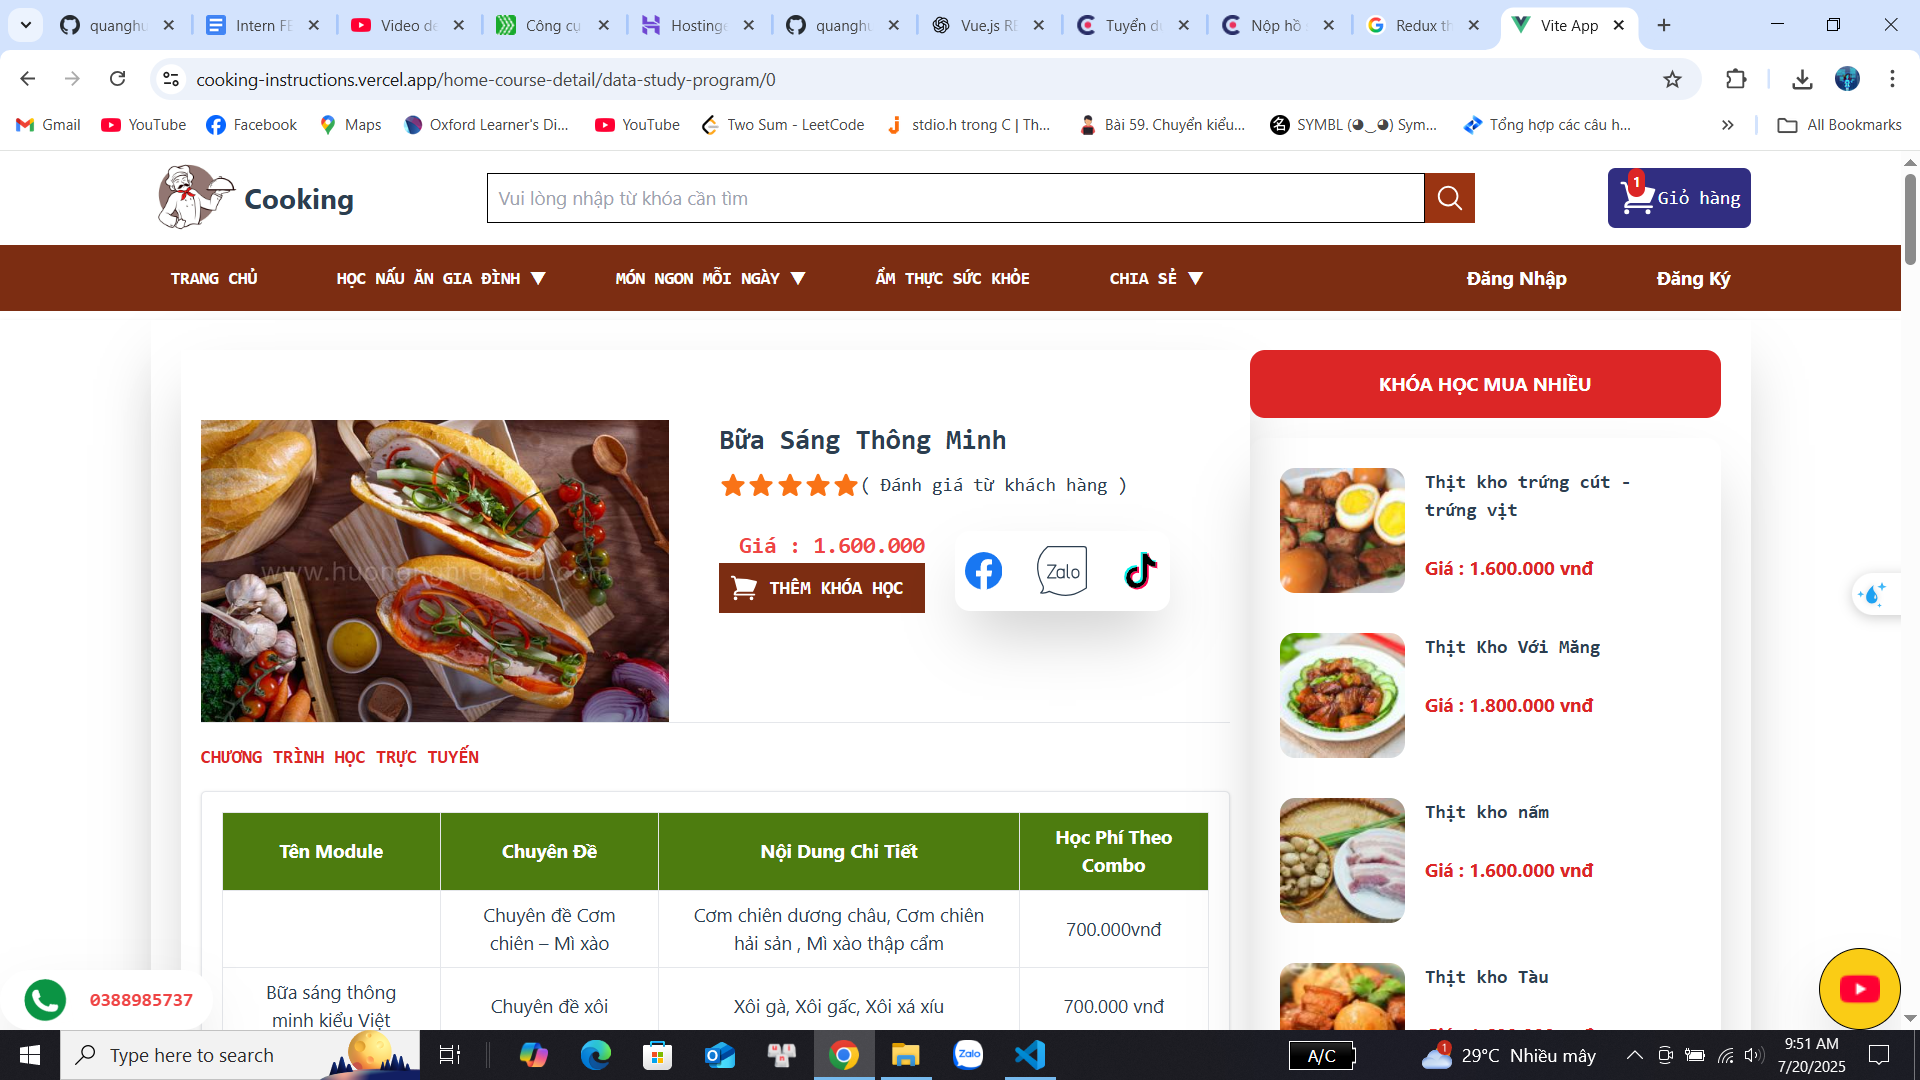 quanghu
Intern FE
Video de
Công cụ
Hostinge
quanghu
Vue.js RE
Tuyển dụ
Nộp hồ s
Redux th
Vite App
cooking-instructions.vercel.app/home-course-detail/data-study-program/0
Gmail
YouTube
Facebook
Maps
Oxford Learner's Di...
YouTube
Two Sum - LeetCode
stdio.h trong C | Th...
Bài 59. Chuyển kiểu...
SYMBL (◕‿◕) Sym...
Tổng hợp các câu h...
All Bookmarks
Cooking
Vui lòng nhập từ khóa cần tìm
1
Giỏ hàng
TRANG CHỦ
HỌC NẤU ĂN GIA ĐÌNH ▼
MÓN NGON MỖI NGÀY ▼
ẨM THỰC SỨC KHỎE
CHIA SẺ ▼
Đăng Nhập
Đăng Ký
www.huongnghiepaau.com
Bữa Sáng Thông Minh
( Đánh giá từ khách hàng )
Giá : 1.600.000
THÊM KHÓA HỌC
Zalo
KHÓA HỌC MUA NHIỀU
Thịt kho trứng cút -
trứng vịt
Giá : 1.600.000 vnđ
Thịt Kho Với Măng
Giá : 1.800.000 vnđ
Thịt kho nấm
Giá : 1.600.000 vnđ
Thịt kho Tàu
CHƯƠNG TRÌNH HỌC TRỰC TUYẾN
Tên Module
Chuyên Đề
Nội Dung Chi Tiết
Học Phí Theo
Combo
Chuyên đề Cơm
chiên – Mì xào
Cơm chiên dương châu, Cơm chiên
hải sản , Mì xào thập cẩm
700.000vnđ
Bữa sáng thông
minh kiểu Việt
Chuyên đề xôi
Xôi gà, Xôi gấc, Xôi xá xíu
700.000 vnđ
0388985737
Type here to search
Zalo
A/C
1
29°C Nhiều mây
9:51 AM
7/20/2025